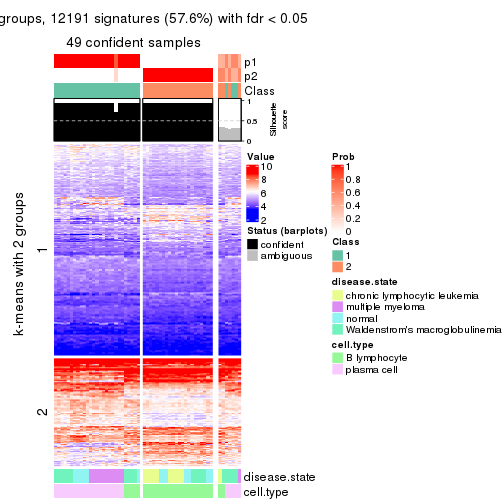 groups, 12191 signatures (57.6%) with fdr < 0.05
49 confident samples
p1
p2
Class
1
0.5
0
Silhouette
score
k-means with 2 groups
1
2
Value
10
8
6
4
2
Status (barplots)
confident
ambiguous
Prob
1
0.8
0.6
0.4
0.2
0
Class
1
2
disease.state
chronic lymphocytic leukemia
multiple myeloma
normal
Waldenstrom's macroglobulinemia
cell.type
B lymphocyte
plasma cell
disease.state
cell.type